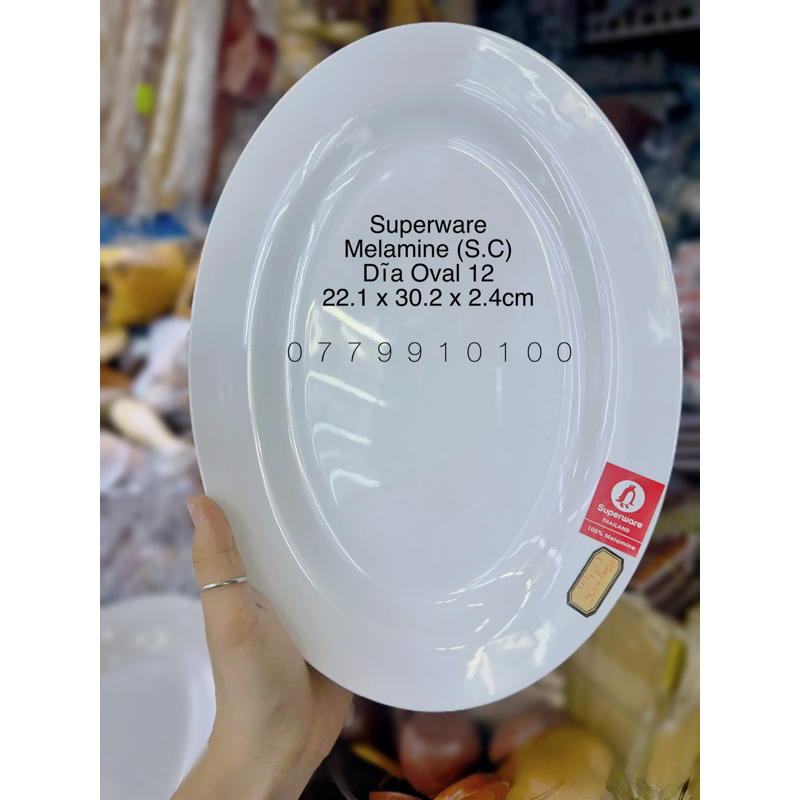 Superware
Melamine (S.C)
Dĩa Oval 12
22.1 x 30.2 x 2.4cm
0779910100
Superware
THAILAND
100% Melamine